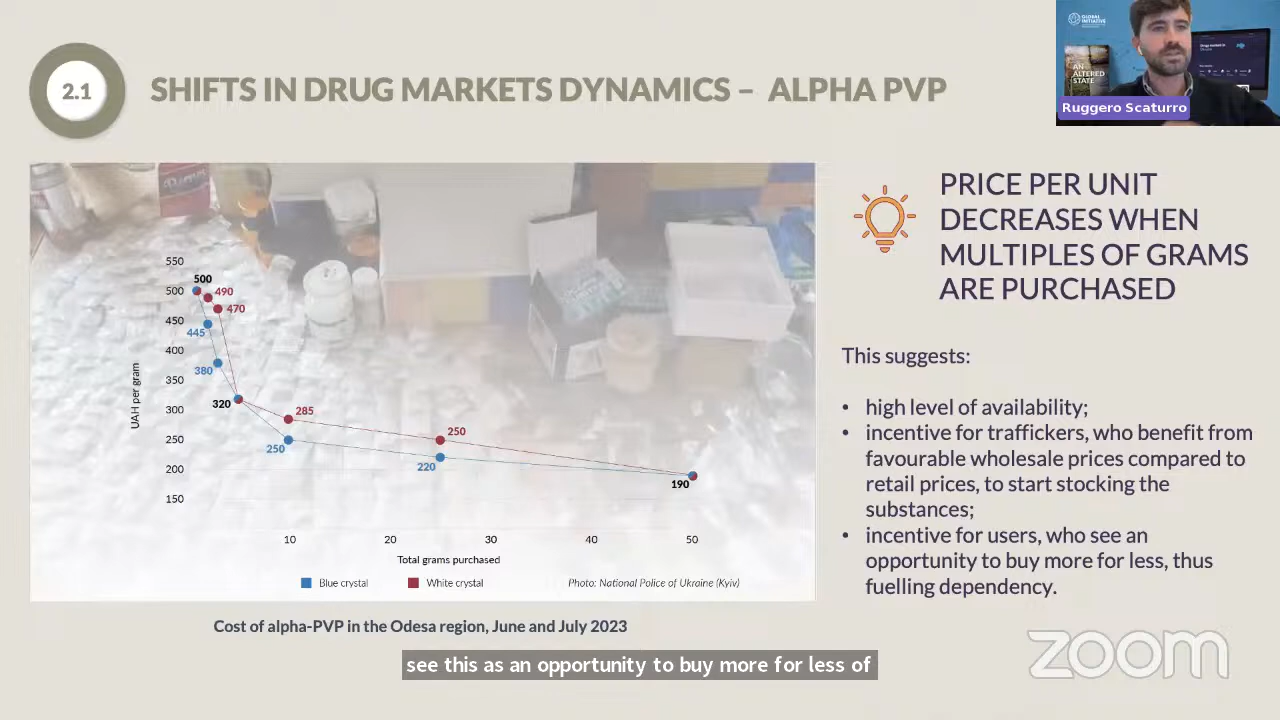 GLOBAL
INITIATIVE
AN
ALTERED
STATE
Ruggero Scaturro
2.1
SHIFTS IN DRUG MARKETS DYNAMICS – ALPHA PVP
PRICE PER UNIT
DECREASES WHEN
MULTIPLES OF GRAMS
ARE PURCHASED
This suggests:
• high level of availability;
• incentive for traffickers, who benefit from
favourable wholesale prices compared to
retail prices, to start stocking the
substances;
• incentive for users, who see an
opportunity to buy more for less, thus
fuelling dependency.
UAH per gram
550
500
450
400
350
300
250
200
150
500
490
470
445
380
320
285
250
250
220
190
10 20 30 40 50
Total grams purchased
Blue crystal White crystal Photo: National Police of Ukraine (Kyiv)
Cost of alpha-PVP in the Odesa region, June and July 2023
see this as an opportunity to buy more for less of
zoom